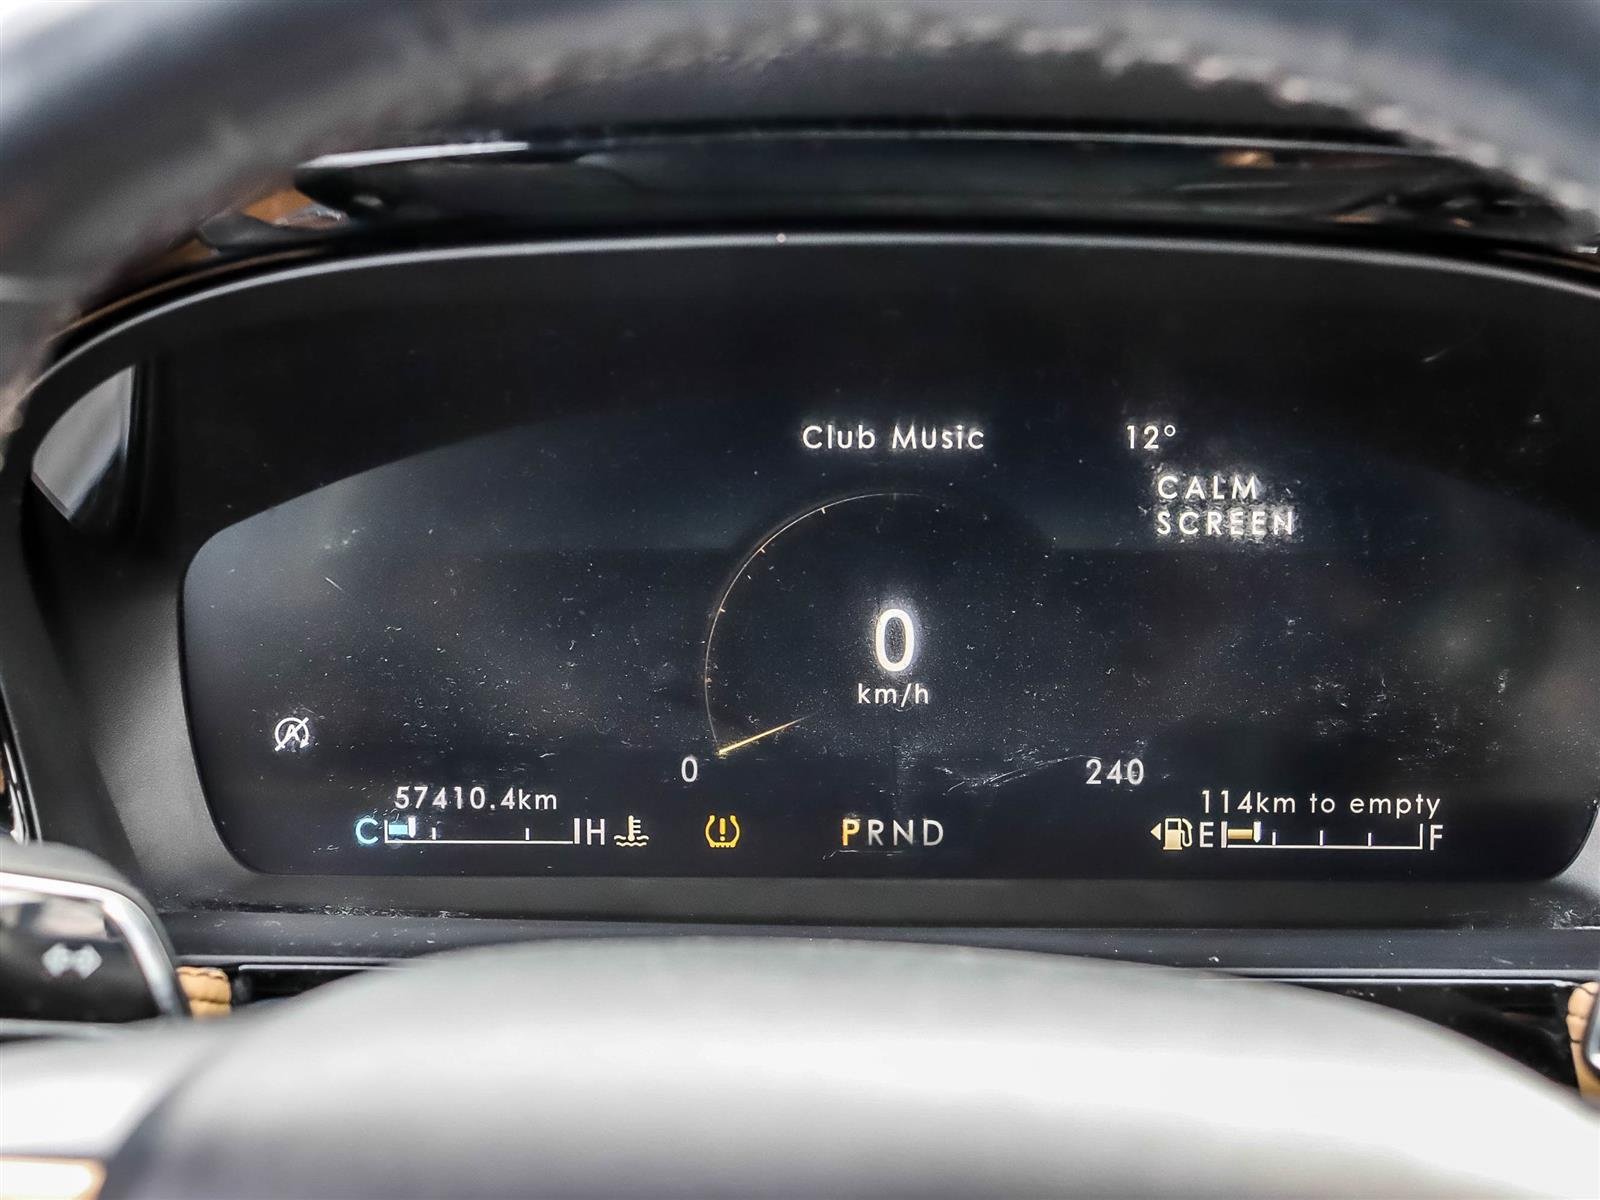 Club Music
12°
CALM
SCREEN
0
km/h
A
0
240
57410.4km
114km to empty
C H
! PRND
E F